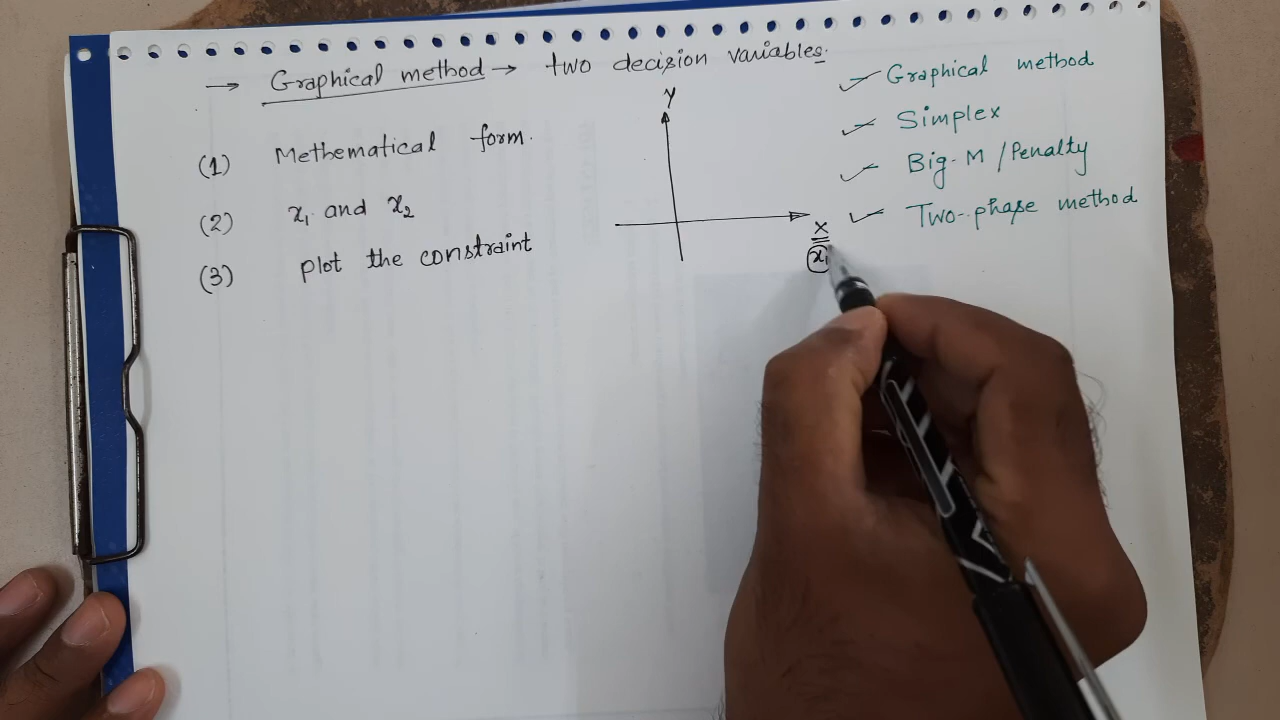 → Graphical method → two decision variables.
(1) Methematical form.
(2) x₁ and x₂
(3) plot the constraint
Y
X
x₁
✓ Graphical method
✓ Simplex
✓ Big-M / Penalty
✓ Two-phase method